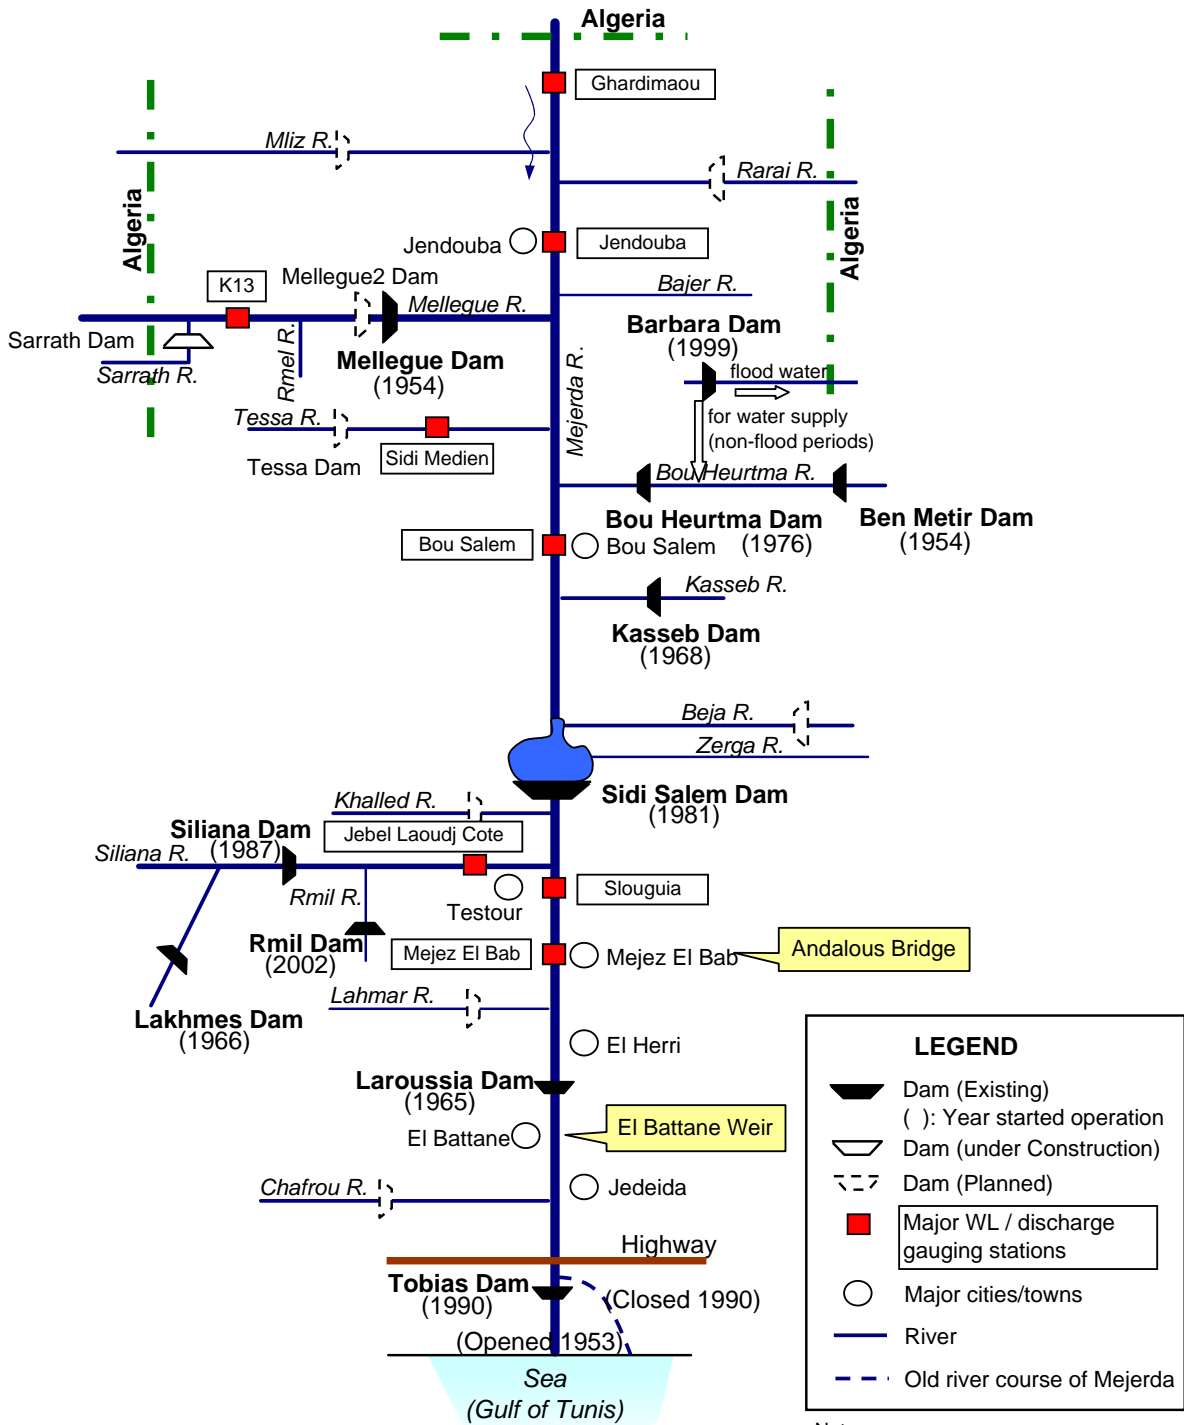 Algeria
Ghardimaou
Mliz R.
Rarai R.
Algeria
Algeria
Jendouba
Jendouba
K13
Mellegue2 Dam
Mellegue R.
Bajer R.
Sarrath Dam
Sarrath R.
Rmel R.
Mellegue Dam
(1954)
Mejerda R.
Barbara Dam
(1999)
flood water
for water supply
(non-flood periods)
Tessa R.
Tessa Dam
Sidi Medien
Bou Heurtma R.
Bou Heurtma Dam
(1976)
Ben Metir Dam
(1954)
Bou Salem
Bou Salem
Kasseb R.
Kasseb Dam
(1968)
Beja R.
Zerga R.
Sidi Salem Dam
(1981)
Khalled R.
Siliana Dam
(1987)
Jebel Laoudj Cote
Siliana R.
Rmil R.
Testour
Slouguia
Rmil Dam
(2002)
Mejez El Bab
Mejez El Bab
Andalous Bridge
Lakhmes Dam
(1966)
Lahmar R.
El Herri
Laroussia Dam
(1965)
El Battane
El Battane Weir
Chafrou R.
Jedeida
Highway
Tobias Dam
(1990)
(Closed 1990)
(Opened 1953)
Sea
(Gulf of Tunis)
LEGEND
Dam (Existing)
( ): Year started operation
Dam (under Construction)
Dam (Planned)
Major WL / discharge
gauging stations
Major cities/towns
River
Old river course of Mejerda